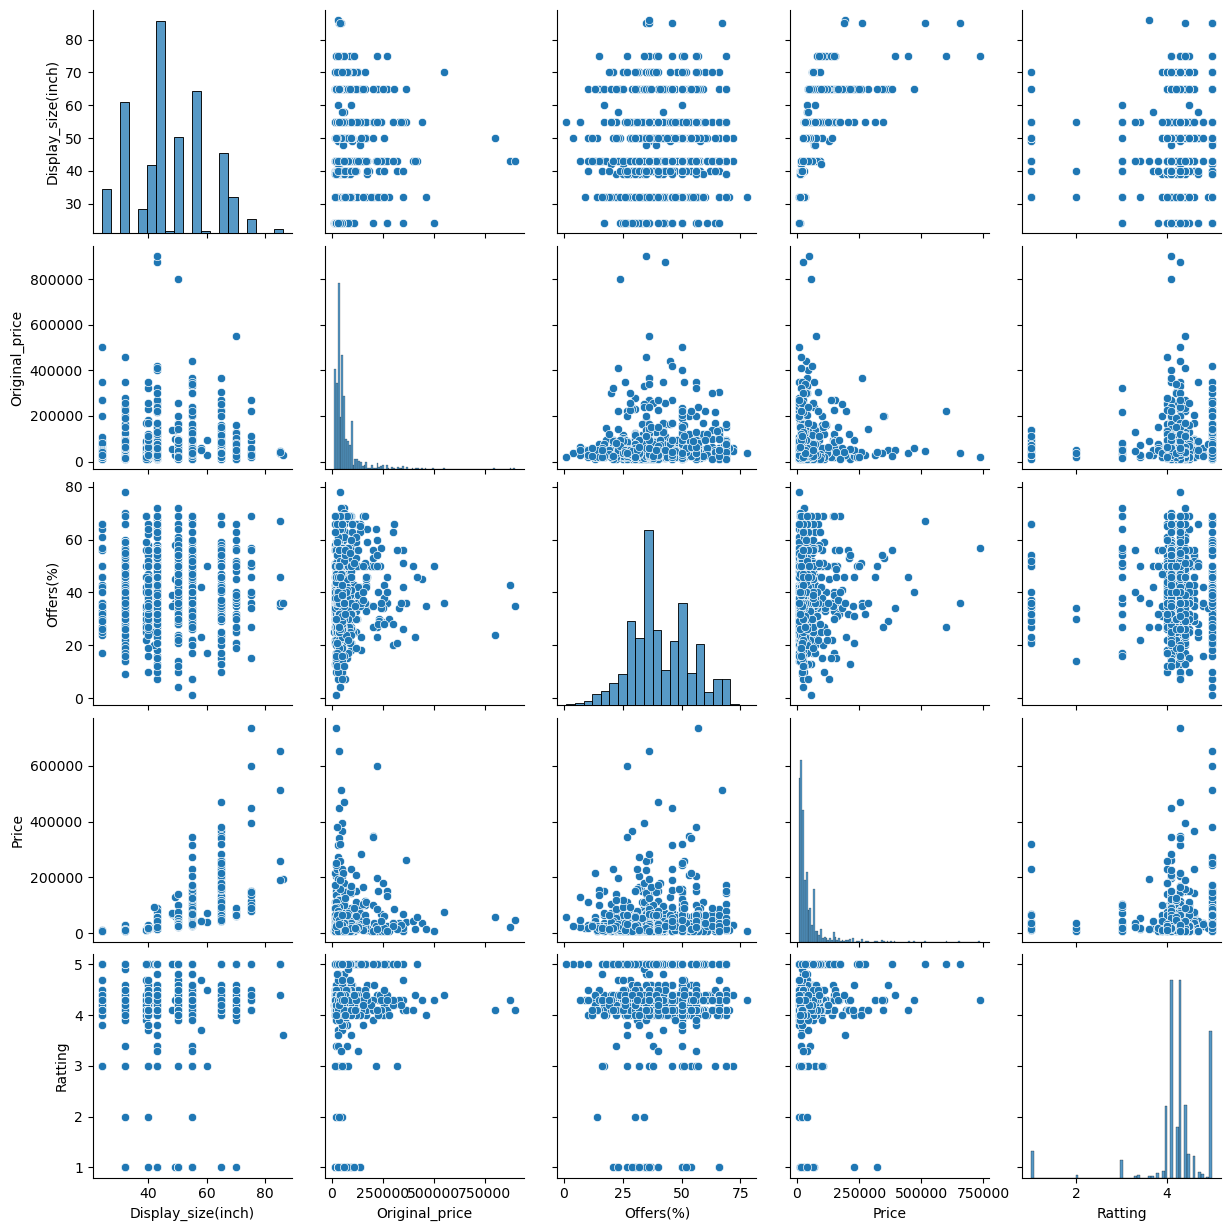 80
70
60
50
40
30
Display_size(inch)
800000
600000
400000
200000
0
Original_price
80
60
40
20
0
Offers(%)
600000
400000
200000
0
Price
5
4
3
2
1
Ratting
40 60 80
0 250000 500000 750000
0 25 50 75
0 250000 500000 750000
2 4
Display_size(inch) Original_price Offers(%) Price Ratting